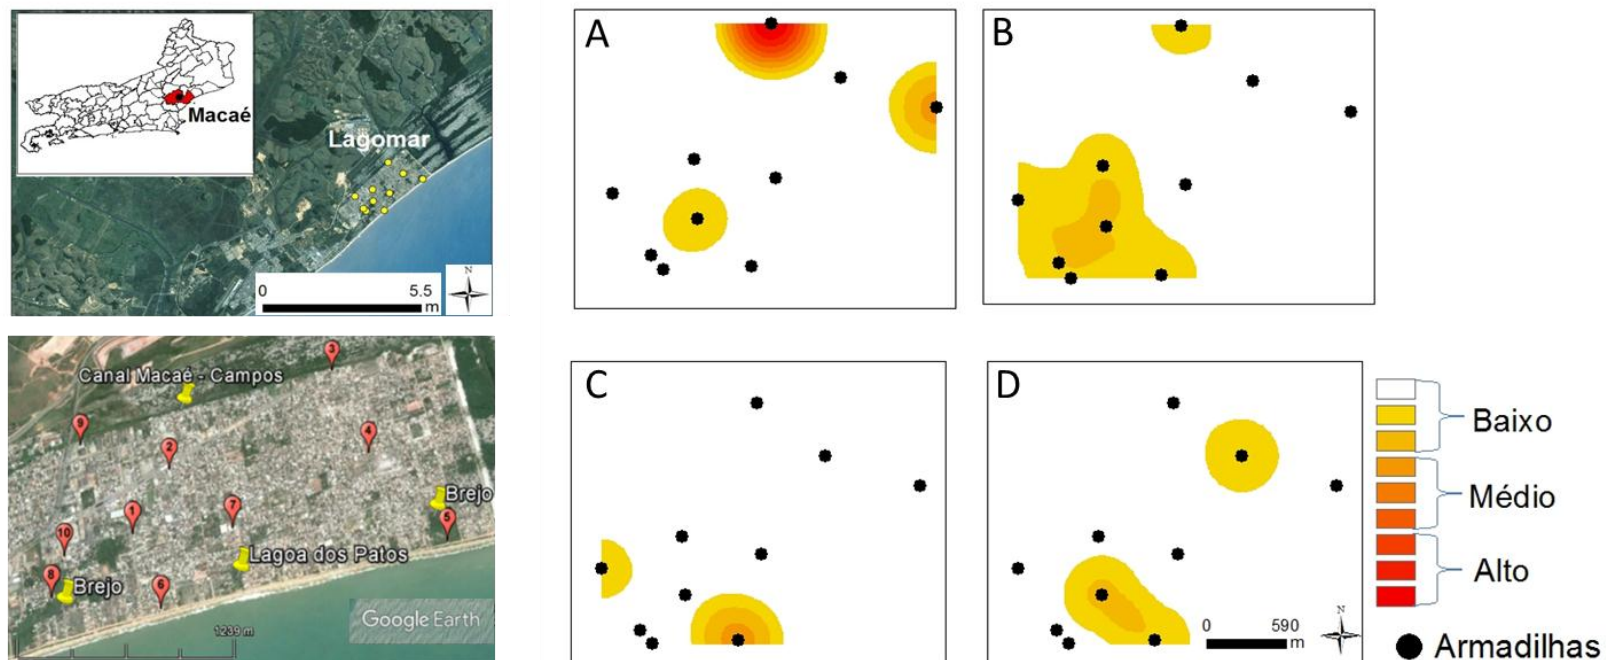 Macaé
Lagomar
0 5.5
m
N
Canal Macaé - Campos
3
9
2
4
1
7
Brejo
5
10
Lagoa dos Patos
8
Brejo
6
Google Earth
1239 m
A
B
C
D
0 590
m
N
Baixo
Médio
Alto
Armadilhas